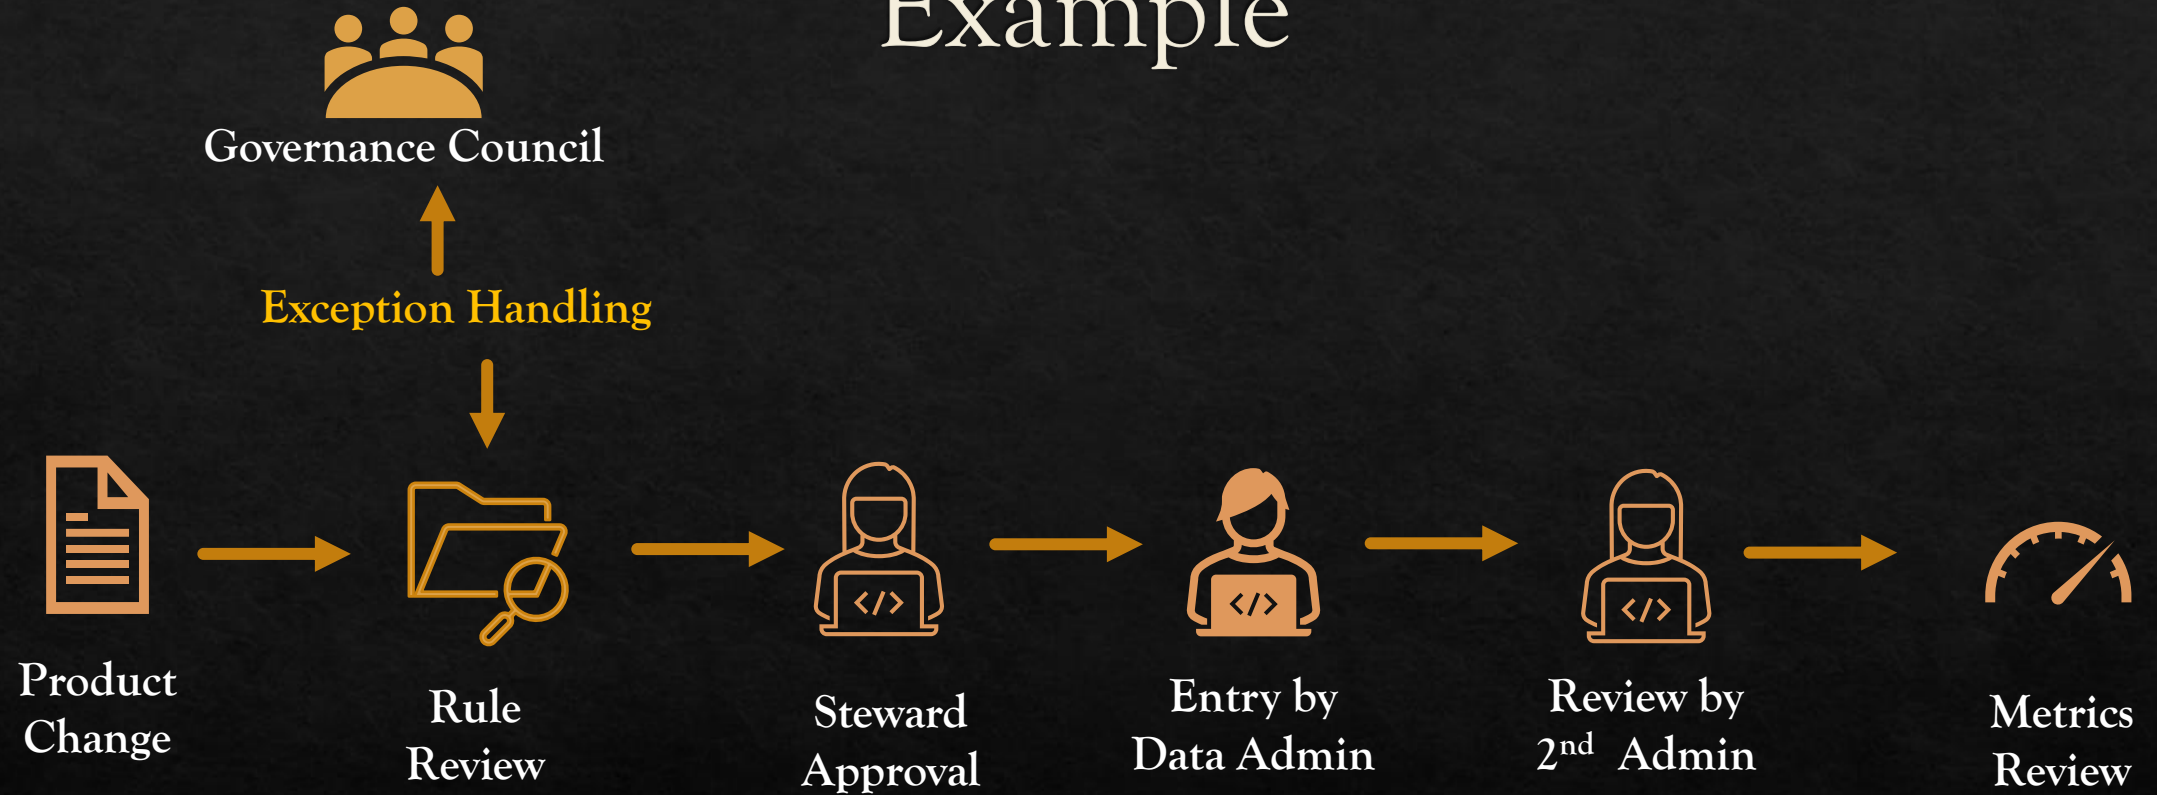 Example
Governance Council
Exception Handling
Product
Change
Rule
Review
Steward
Approval
Entry by
Data Admin
Review by
2nd Admin
Metrics
Review